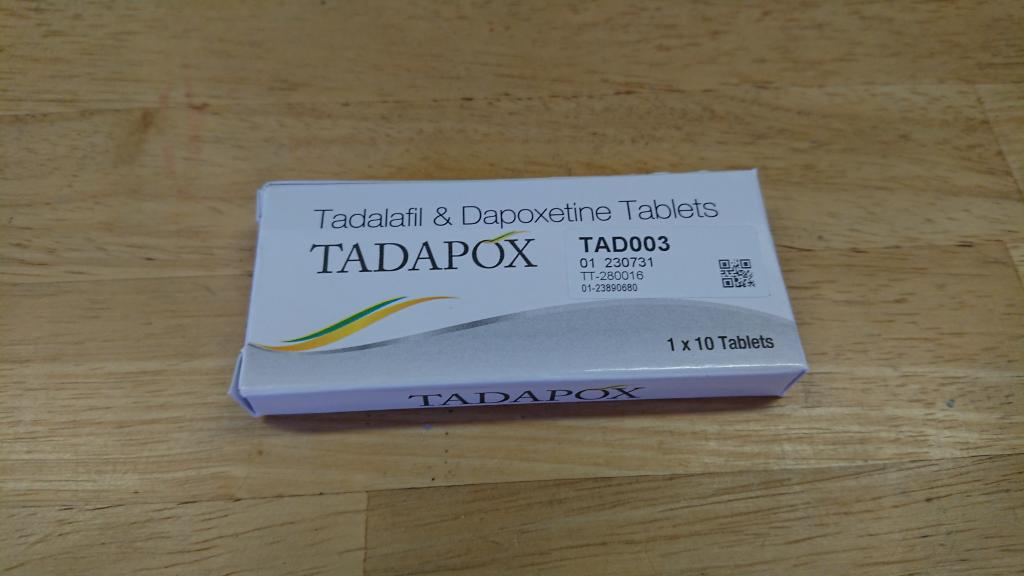 Tadalafil & Dapoxetine Tablets
TADAPOX
TAD003
01 230731
TT-280016
01-23890680
1 x 10 Tablets
TADAPOX